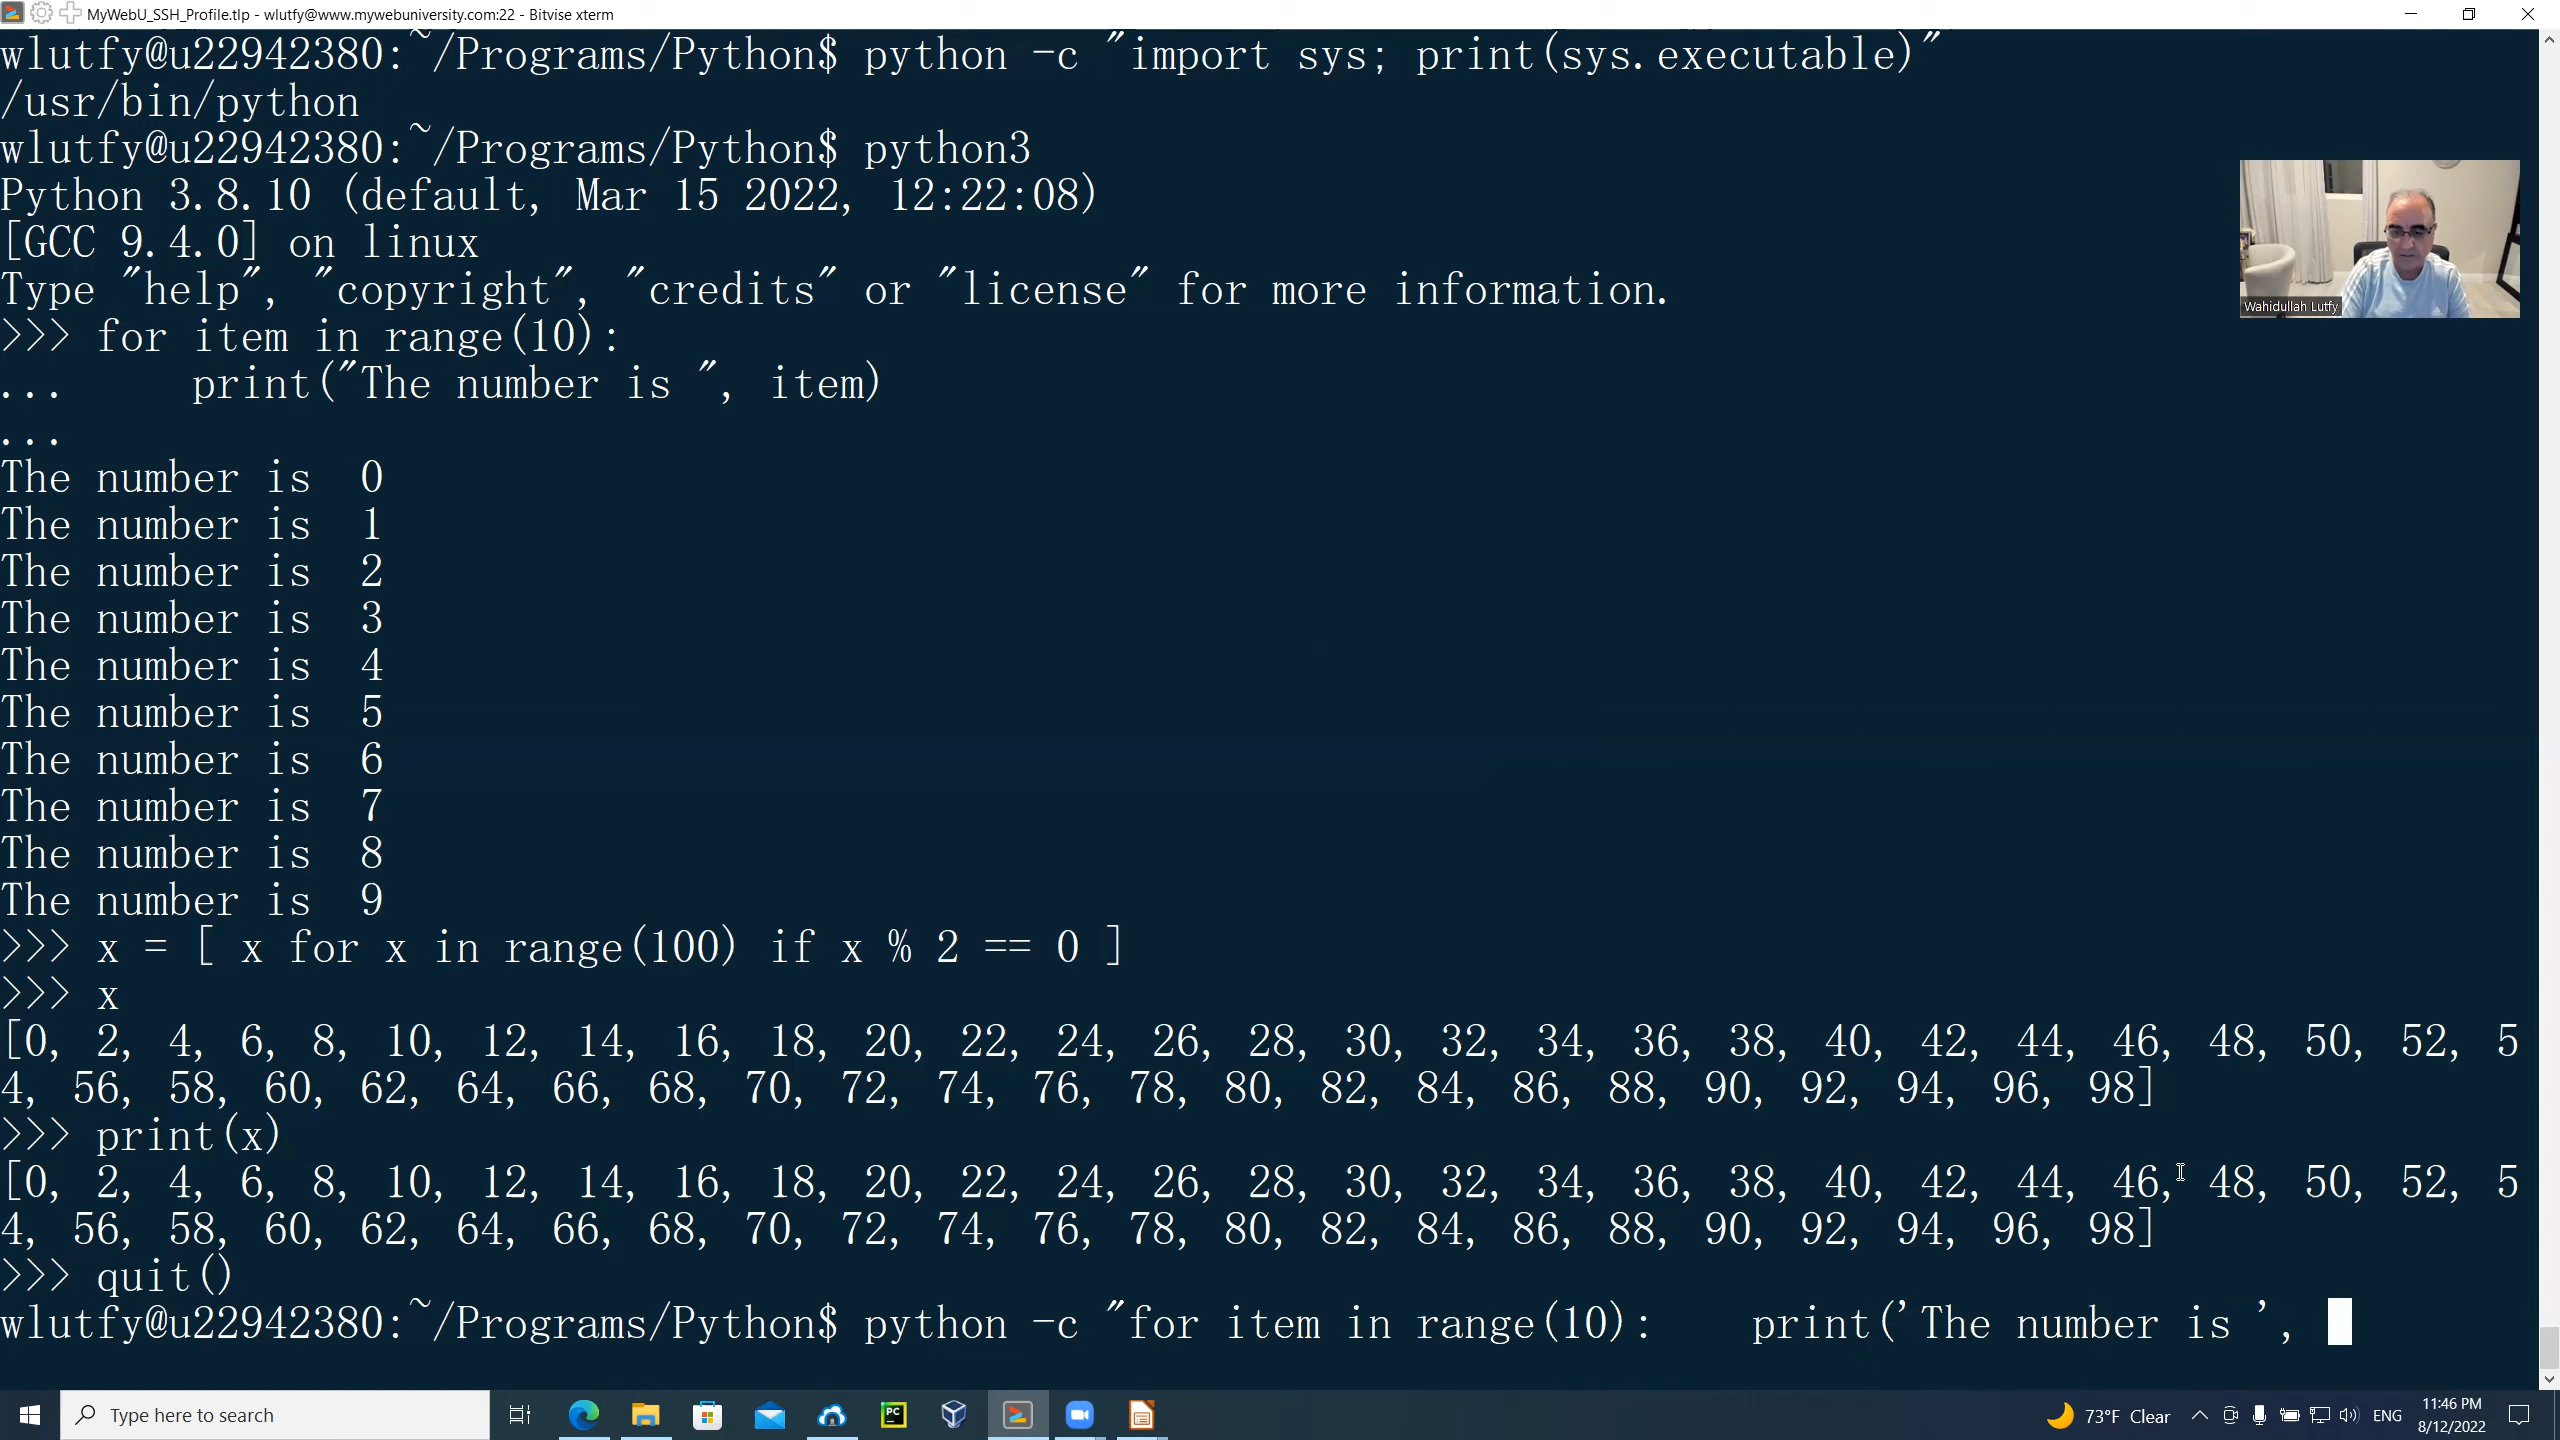 MyWebU_SSH_Profile.tlp - wlutfy@www.mywebuniversity.com:22 - Bitvise xterm
wlutfy@u22942380:~/Programs/Python$ python -c "import sys; print(sys.executable)"
/usr/bin/python
wlutfy@u22942380:~/Programs/Python$ python3
Python 3.8.10 (default, Mar 15 2022, 12:22:08)
[GCC 9.4.0] on linux
Type "help", "copyright", "credits" or "license" for more information.
>>> for item in range(10):
...     print("The number is ", item)
...
The number is  0
The number is  1
The number is  2
The number is  3
The number is  4
The number is  5
The number is  6
The number is  7
The number is  8
The number is  9
>>> x = [ x for x in range(100) if x % 2 == 0 ]
>>> x
[0, 2, 4, 6, 8, 10, 12, 14, 16, 18, 20, 22, 24, 26, 28, 30, 32, 34, 36, 38, 40, 42, 44, 46, 48, 50, 52, 5
4, 56, 58, 60, 62, 64, 66, 68, 70, 72, 74, 76, 78, 80, 82, 84, 86, 88, 90, 92, 94, 96, 98]
>>> print(x)
[0, 2, 4, 6, 8, 10, 12, 14, 16, 18, 20, 22, 24, 26, 28, 30, 32, 34, 36, 38, 40, 42, 44, 46, 48, 50, 52, 5
4, 56, 58, 60, 62, 64, 66, 68, 70, 72, 74, 76, 78, 80, 82, 84, 86, 88, 90, 92, 94, 96, 98]
>>> quit()
wlutfy@u22942380:~/Programs/Python$ python -c "for item in range(10):    print('The number is ',
Wahidullah Lutfy
Type here to search
PC
73°F Clear
ENG
11:46 PM
8/12/2022